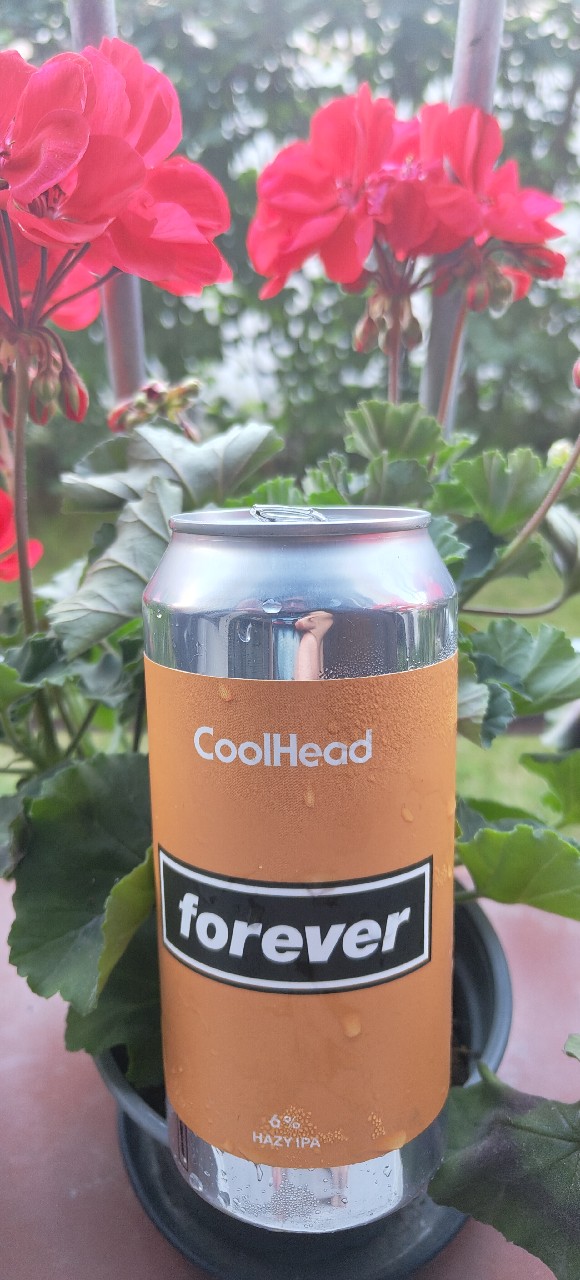 CoolHead
forever
6%
HAZY IPA